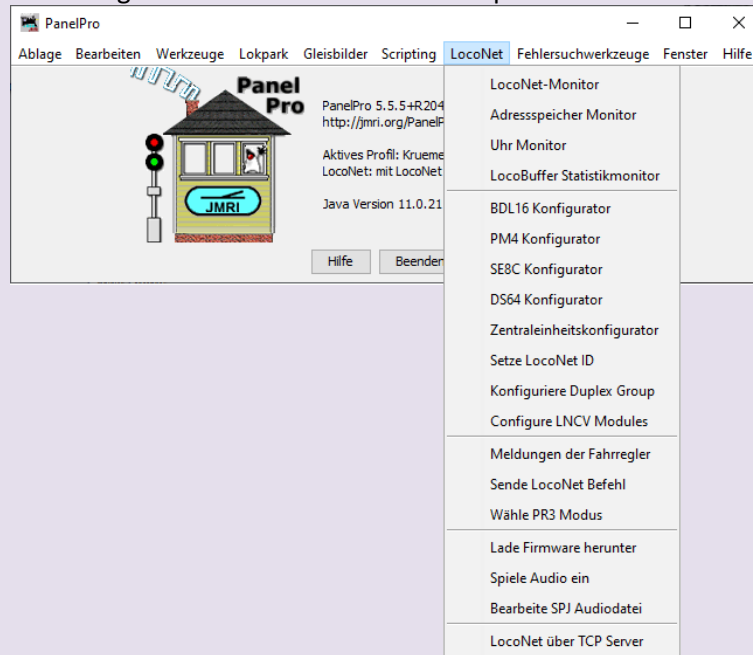 PanelPro
Ablage Bearbeiten Werkzeuge Lokpark Gleisbilder Scripting LocoNet Fehlersuchwerkzeuge Fenster Hilfe
Panel
Pro
JMRI
PanelPro 5.5.5+R204
http://jmri.org/PanelP
Aktives Profil: Krueme
LocoNet: mit LocoNet
Java Version 11.0.21
Hilfe Beenden
LocoNet-Monitor
Adressspeicher Monitor
Uhr Monitor
LocoBuffer Statistikmonitor
BDL16 Konfigurator
PM4 Konfigurator
SE8C Konfigurator
DS64 Konfigurator
Zentraleinheitskonfigurator
Setze LocoNet ID
Konfiguriere Duplex Group
Configure LNCV Modules
Meldungen der Fahrregler
Sende LocoNet Befehl
Wähle PR3 Modus
Lade Firmware herunter
Spiele Audio ein
Bearbeite SPJ Audiodatei
LocoNet über TCP Server